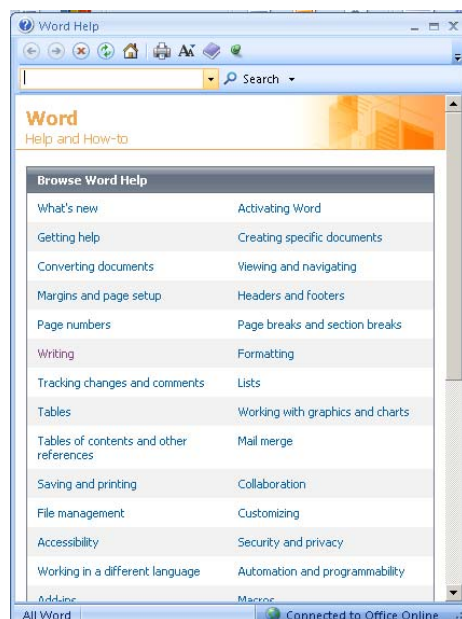 Word Help
Search
Word
Help and How-to
Browse Word Help
What's new
Activating Word
Getting help
Creating specific documents
Converting documents
Viewing and navigating
Margins and page setup
Headers and footers
Page numbers
Page breaks and section breaks
Writing
Formatting
Tracking changes and comments
Lists
Tables
Working with graphics and charts
Tables of contents and other
references
Mail merge
Saving and printing
Collaboration
File management
Customizing
Accessibility
Security and privacy
Working in a different language
Automation and programmability
Add-ins
Macros
All Word
Connected to Office Online